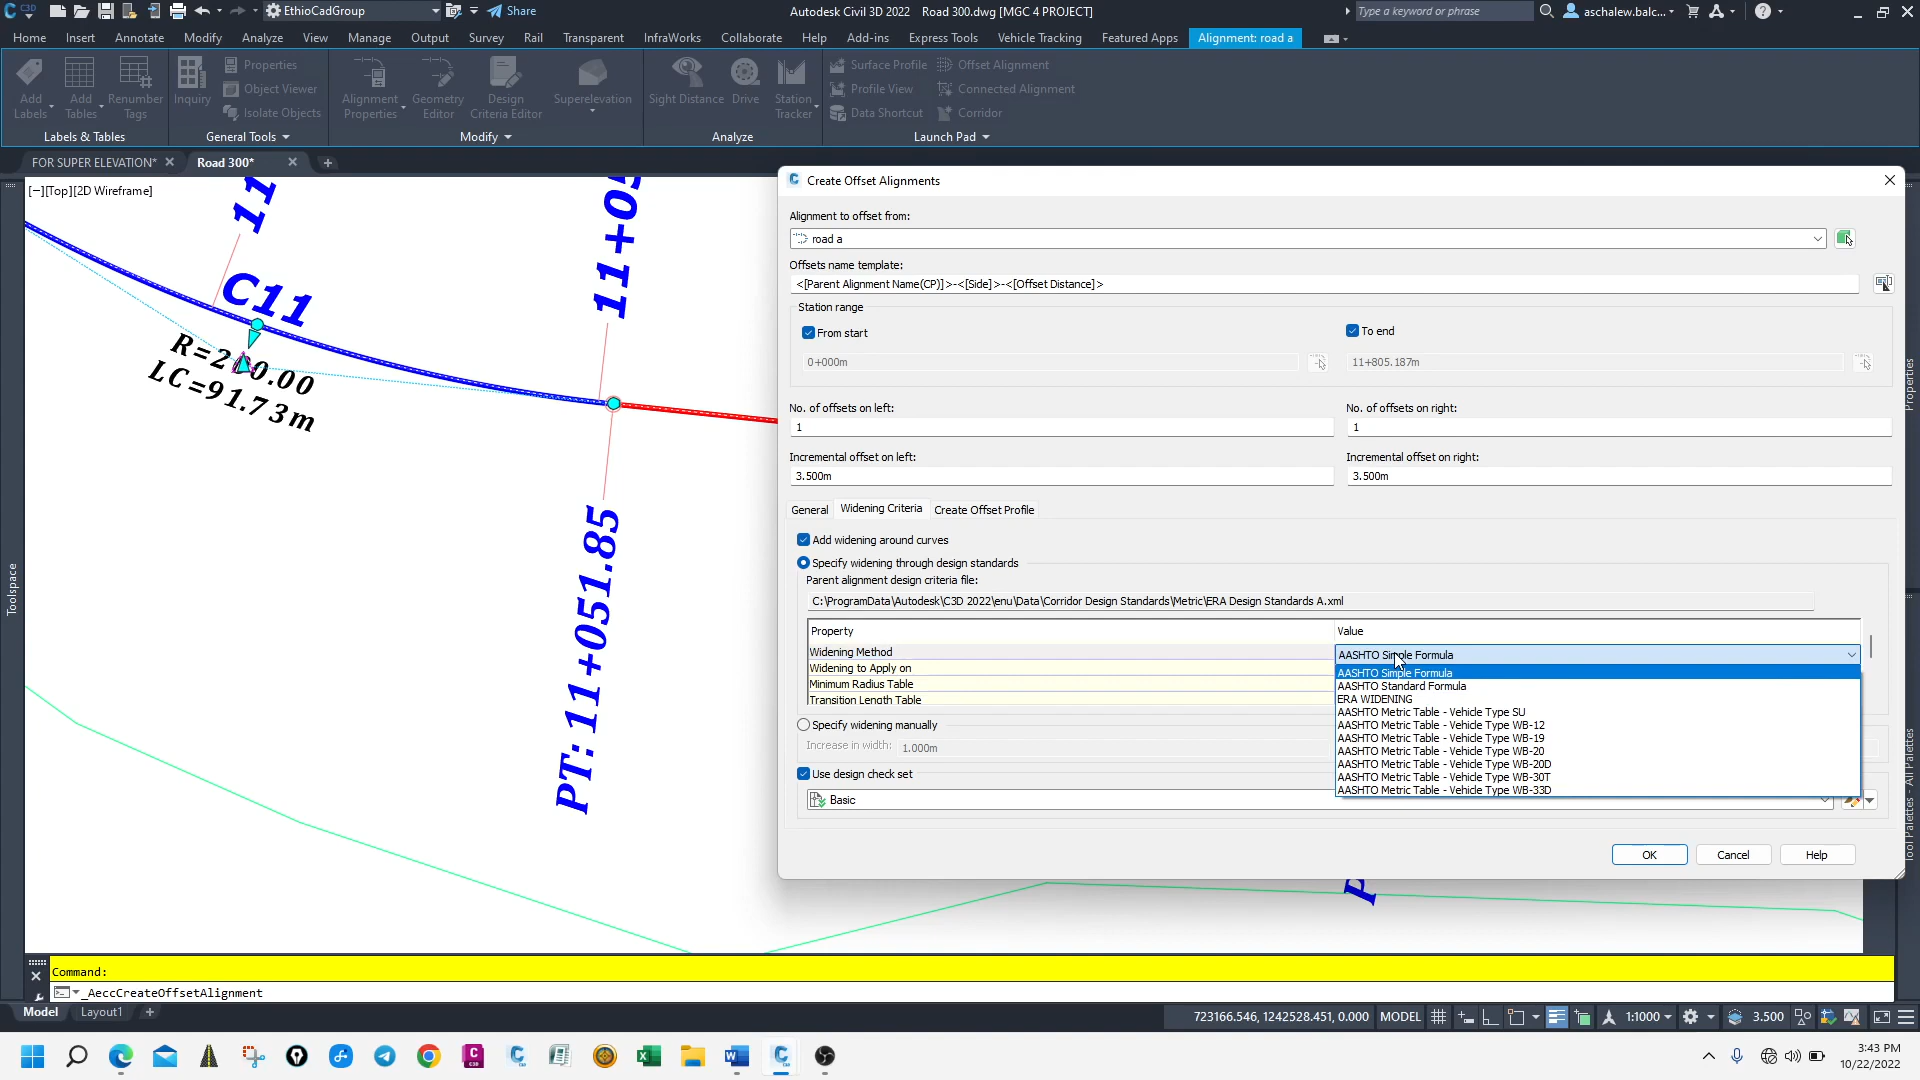 EthioCadGroup
Share
Autodesk Civil 3D 2022 Road 300.dwg [MGC 4 PROJECT]
Type a keyword or phrase
aschalew.balc...
C3D
Home Insert Annotate Modify Analyze View Manage Output Survey Rail Transparent InfraWorks Collaborate Help Add-ins Express Tools Vehicle Tracking Featured Apps Alignment: road a
Properties
Object Viewer
Isolate Objects
Add Labels
Add Tables
Renumber Tags
Inquiry
Alignment Properties
Geometry Editor
Design Criteria Editor
Superelevation
Sight Distance
Drive
Station Tracker
Surface Profile
Profile View
Data Shortcut
Offset Alignment
Connected Alignment
Corridor
Labels & Tables
General Tools
Modify
Analyze
Launch Pad
FOR SUPER ELEVATION*
Road 300*
[−][Top][2D Wireframe]
11
C11
11+05
R=200.00
LC=91.73m
PT: 11+051.85
Toolspace
Properties
Tool Palettes - All Palettes
Create Offset Alignments
Alignment to offset from:
road a
Offsets name template:
<[Parent Alignment Name(CP)]>-<[Side]>-<[Offset Distance]>
Station range
From start
To end
0+000m
11+805.187m
No. of offsets on left:
No. of offsets on right:
1
1
Incremental offset on left:
Incremental offset on right:
3.500m
3.500m
General
Widening Criteria
Create Offset Profile
Add widening around curves
Specify widening through design standards
Parent alignment design criteria file:
C:\ProgramData\Autodesk\C3D 2022\enu\Data\Corridor Design Standards\Metric\ERA Design Standards A.xml
Property
Value
Widening Method
AASHTO Simple Formula
Widening to Apply on
Minimum Radius Table
Transition Length Table
AASHTO Simple Formula
AASHTO Standard Formula
ERA WIDENING
AASHTO Metric Table - Vehicle Type SU
AASHTO Metric Table - Vehicle Type WB-12
AASHTO Metric Table - Vehicle Type WB-19
AASHTO Metric Table - Vehicle Type WB-20
AASHTO Metric Table - Vehicle Type WB-20D
AASHTO Metric Table - Vehicle Type WB-30T
AASHTO Metric Table - Vehicle Type WB-33D
Specify widening manually
Increase in width:
1.000m
Use design check set
Basic
OK
Cancel
Help
P
Command:
_AeccCreateOffsetAlignment
Model
Layout1
723166.546, 1242528.451, 0.000
MODEL
1:1000
3.500
3:43 PM
10/22/2022